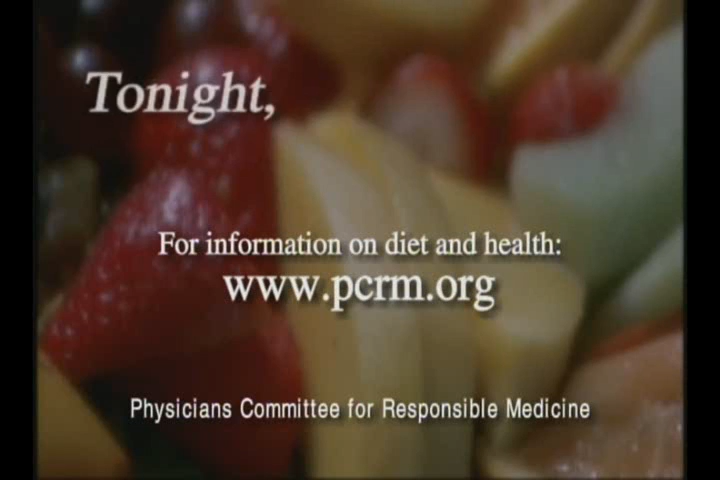 Tonight,
For information on diet and health:
www.pcrm.org
Physicians Committee for Responsible Medicine